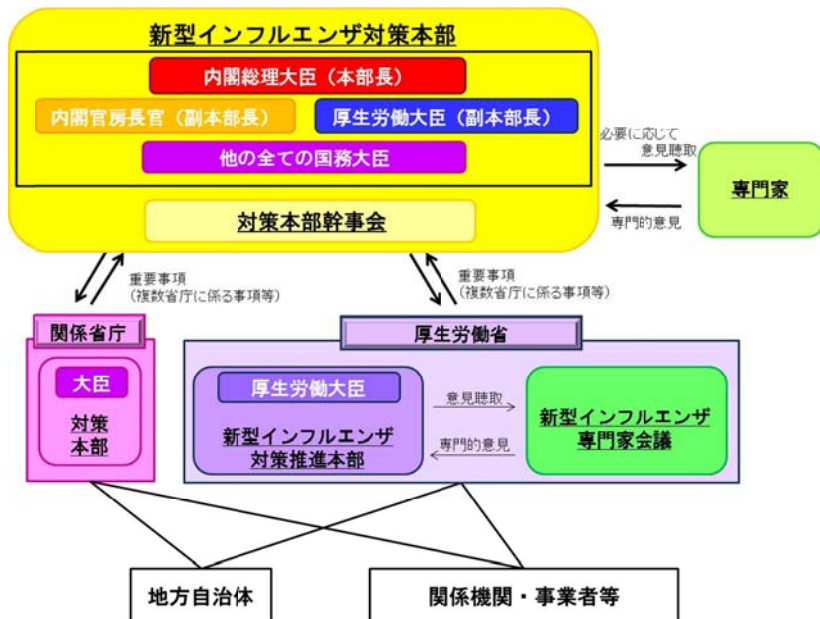 新型インフルエンザ対策本部
内閣総理大臣（本部長）
内閣官房長官（副本部長）
厚生労働大臣（副本部長）
他の全ての国務大臣
対策本部幹事会
必要に応じて
意見聴取
専門家
専門的意見
重要事項
（複数省庁に係る事項等）
重要事項
（複数省庁に係る事項等）
関係省庁
大臣
対策
本部
厚生労働省
厚生労働大臣
新型インフルエンザ
対策推進本部
意見聴取
専門的意見
新型インフルエンザ
専門家会議
地方自治体
関係機関・事業者等